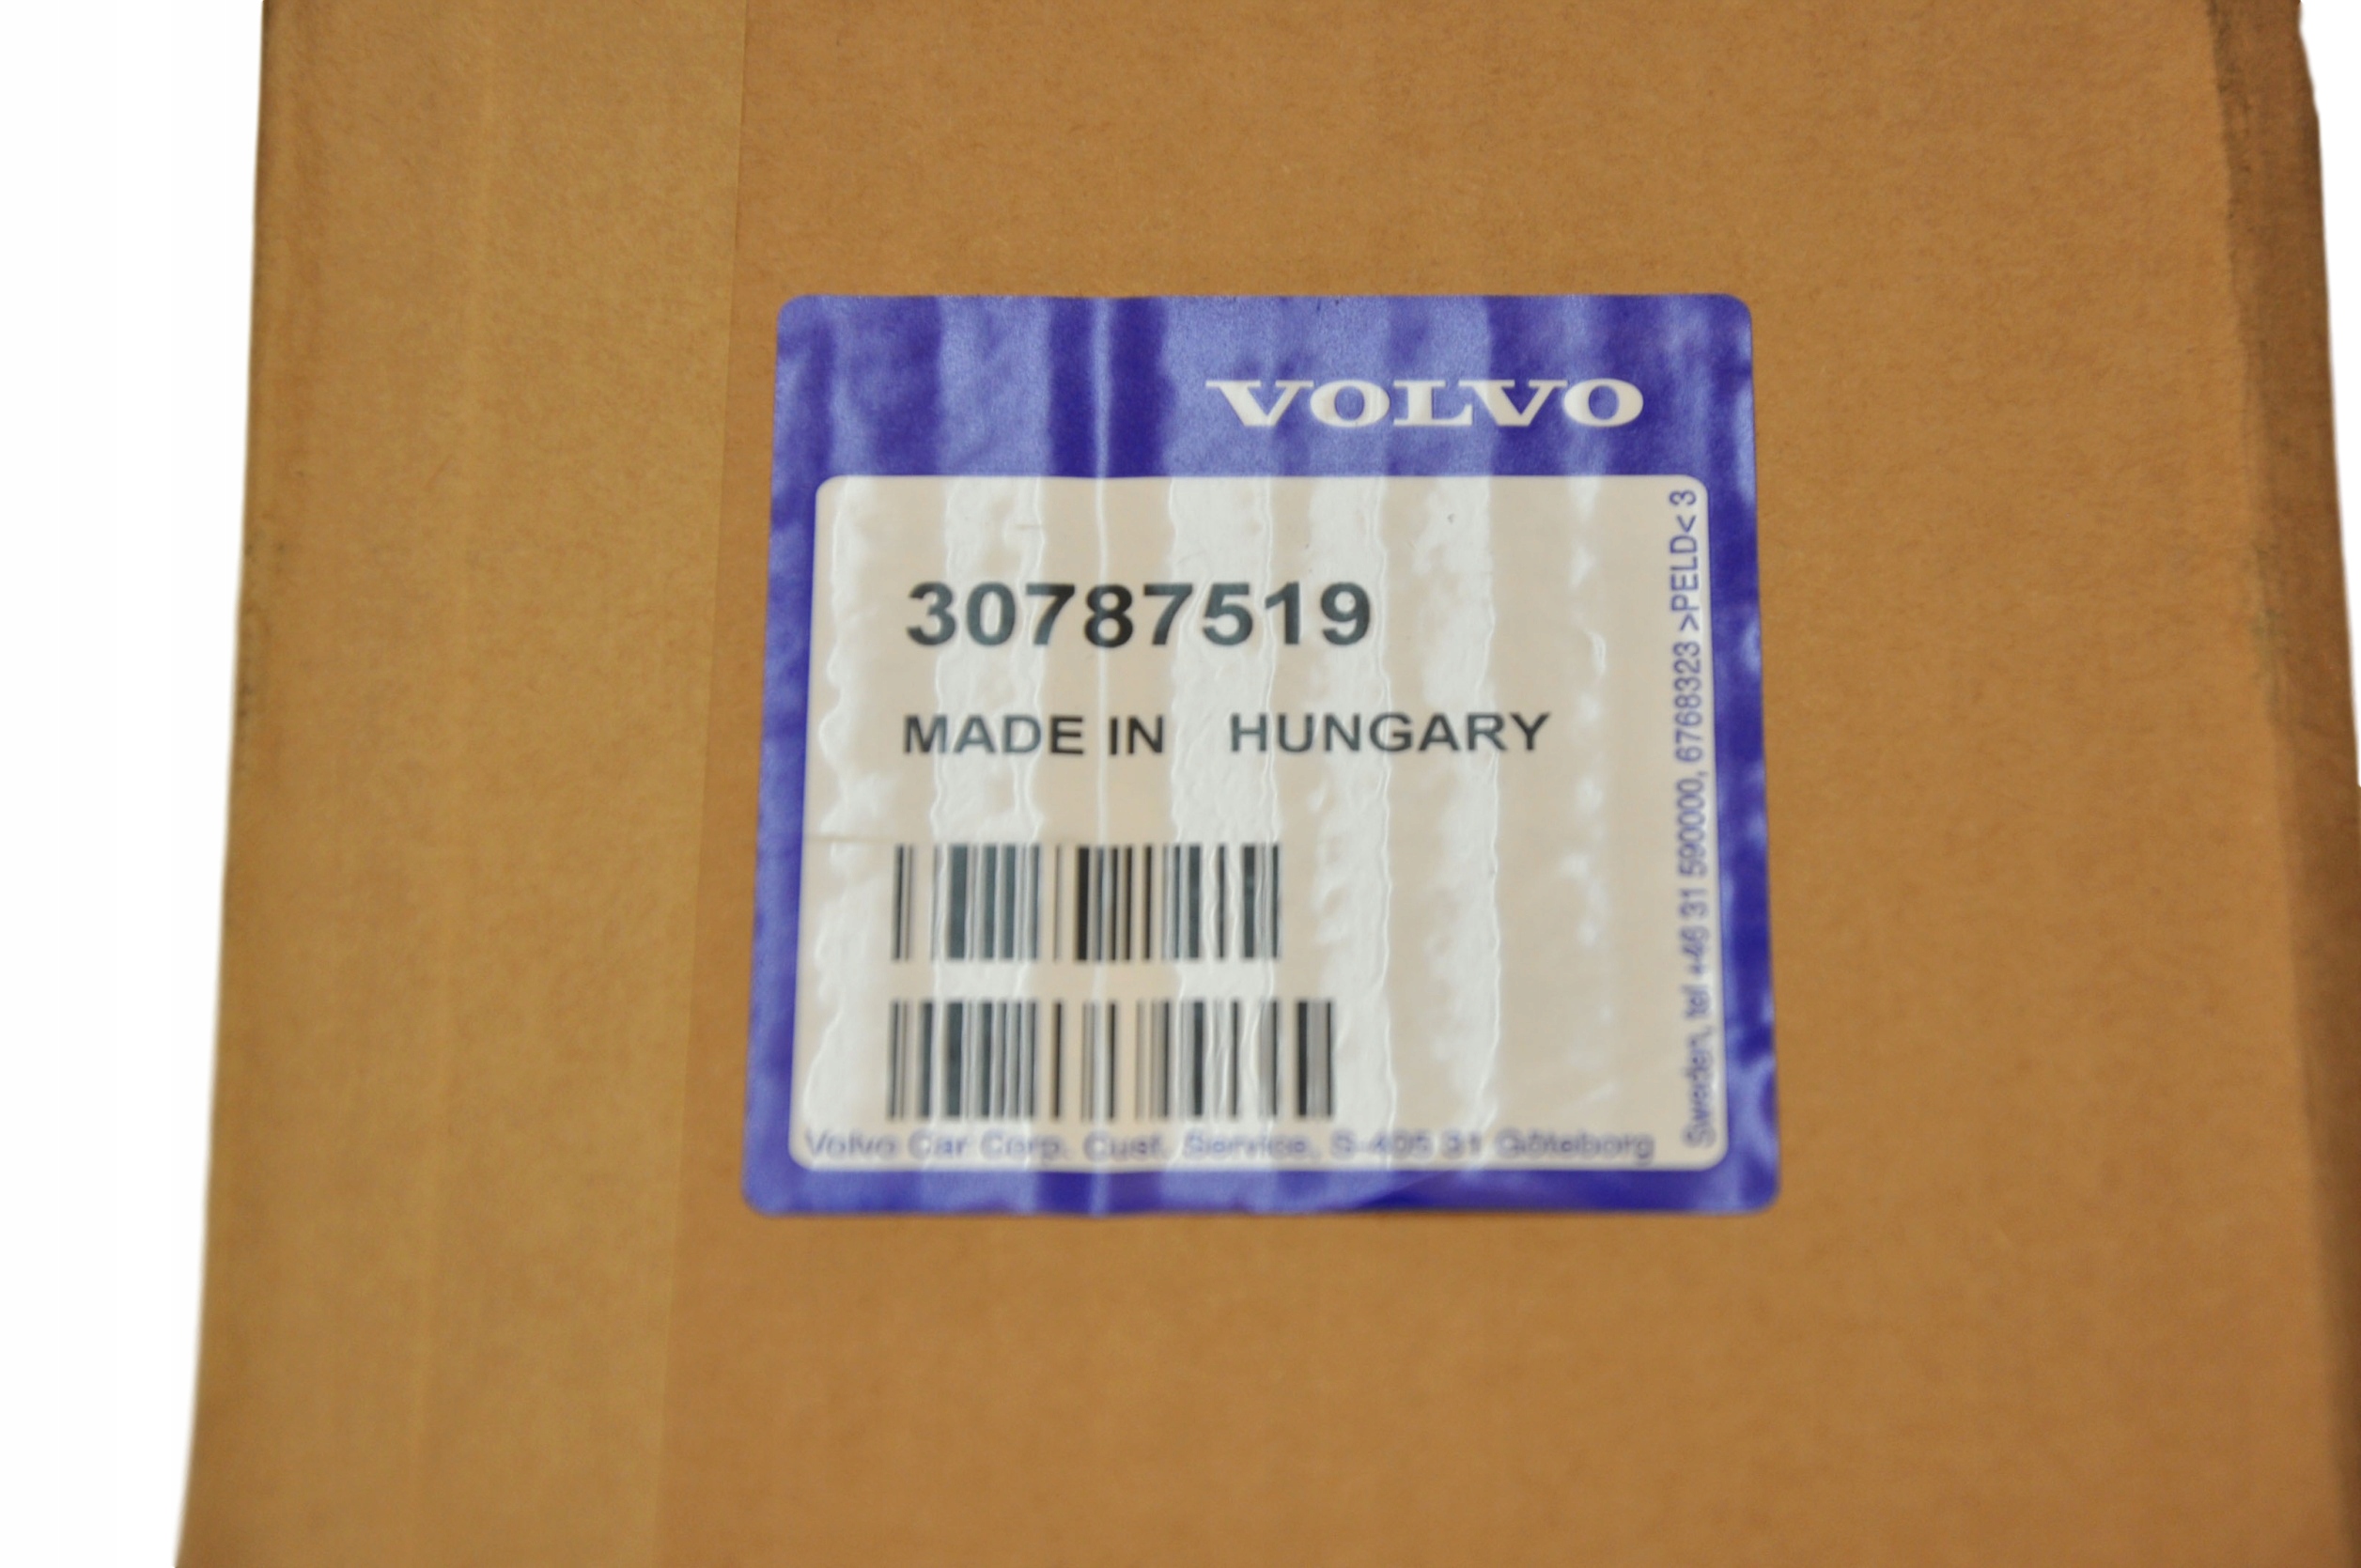 VOLVO
30787519
MADE IN HUNGARY
Volvo Car Corp. Cust. Service, S-405 31 Göteborg
Sweden, tel +46 31 590000, 6768323 >PELD< 3